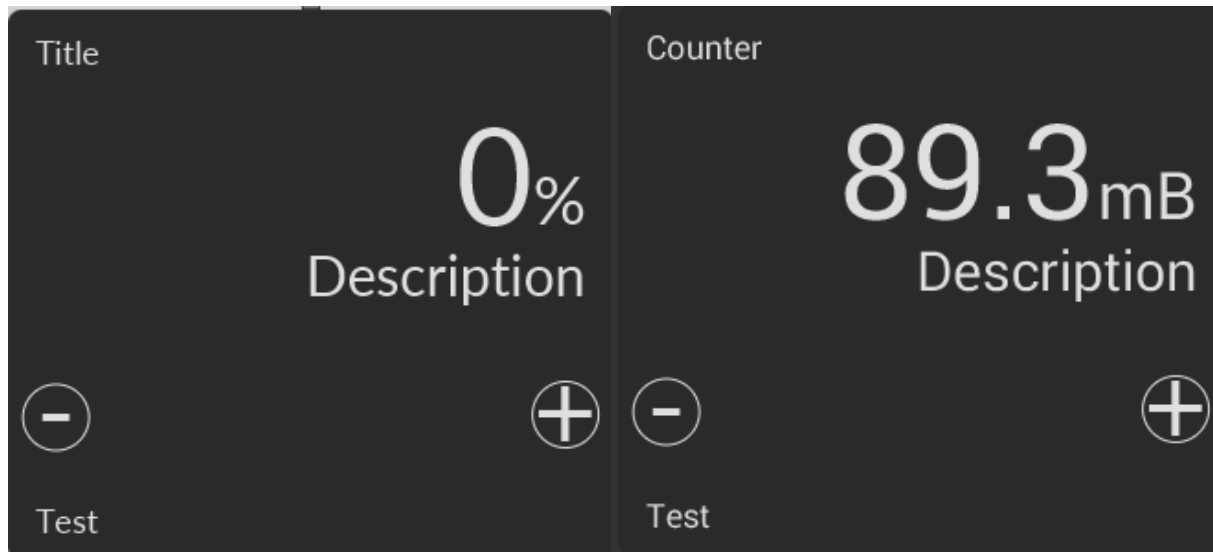 Title
0%
Description
-
+
Test
Counter
89.3mB
Description
-
+
Test